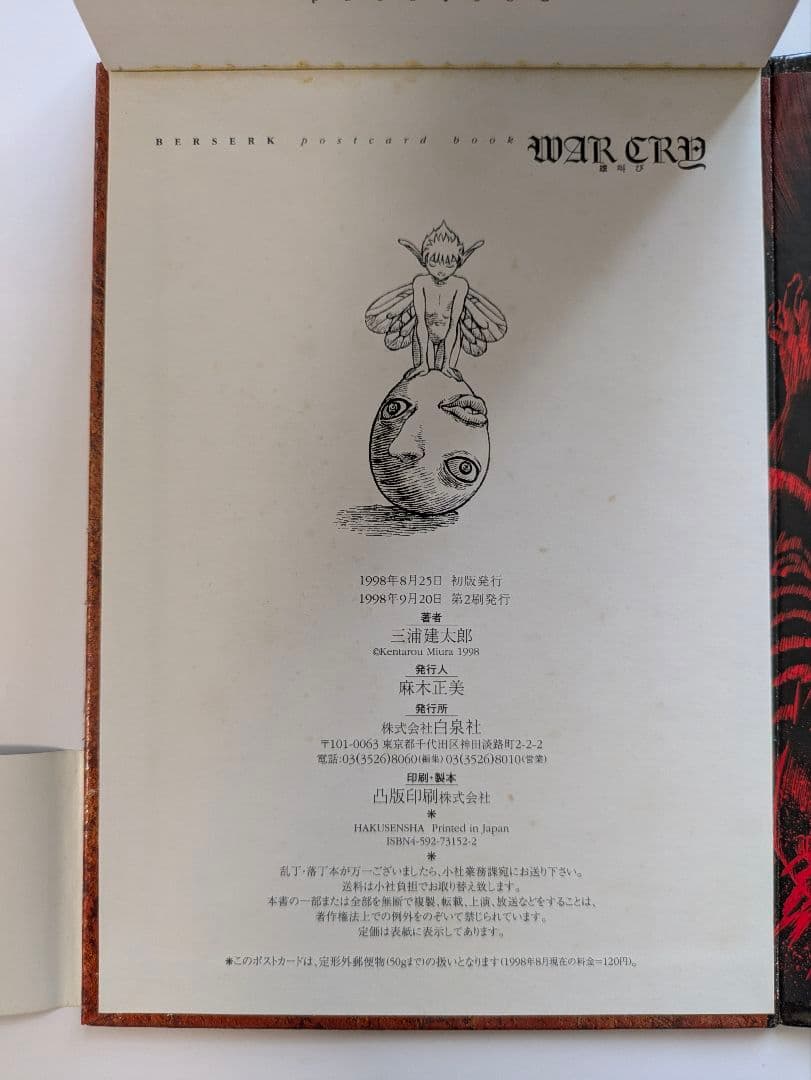 BERSERK postcard book WAR CRY
雄叫び
1998年8月25日 初版発行
1998年9月20日 第2刷発行
著者
三浦建太郎
©Kentarou Miura 1998
発行人
麻木正美
発行所
株式会社白泉社
〒101-0063 東京都千代田区神田淡路町2-2-2
電話:03(3526)8060(編集) 03(3526)8010(営業)
印刷・製本
凸版印刷株式会社
✻
HAKUSENSHA Printed in Japan
ISBN4-592-73152-2
✻
乱丁・落丁本が万一ございましたら、小社業務課宛にお送り下さい。
送料は小社負担でお取り替え致します。
本書の一部または全部を無断で複製、転載、上演、放送などをすることは、
著作権法上での例外をのぞいて禁じられています。
定価は表紙に表示してあります。
✻このポストカードは、定形外郵便物(50gまで)の扱いとなります(1998年8月現在の料金=120円)。